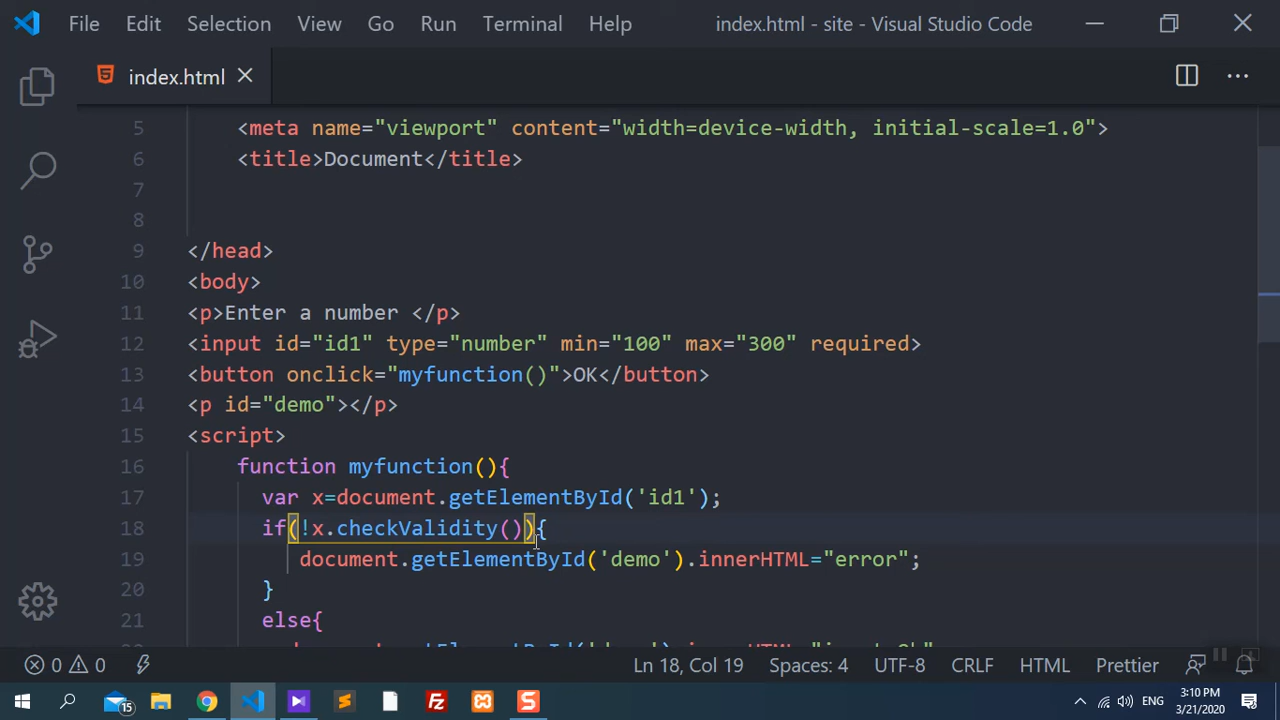 File Edit Selection View Go Run Terminal Help index.html - site - Visual Studio Code
index.html
5 <meta name="viewport" content="width=device-width, initial-scale=1.0">
6 <title>Document</title>
7
8
9 </head>
10 <body>
11 <p>Enter a number </p>
12 <input id="id1" type="number" min="100" max="300" required>
13 <button onclick="myfunction()">OK</button>
14 <p id="demo"></p>
15 <script>
16 function myfunction(){
17 var x=document.getElementById('id1');
18 if(!x.checkValidity()){
19 document.getElementById('demo').innerHTML="error";
20 }
21 else{
0 0 Ln 18, Col 19 Spaces: 4 UTF-8 CRLF HTML Prettier
15 ENG 3:10 PM
3/21/2020